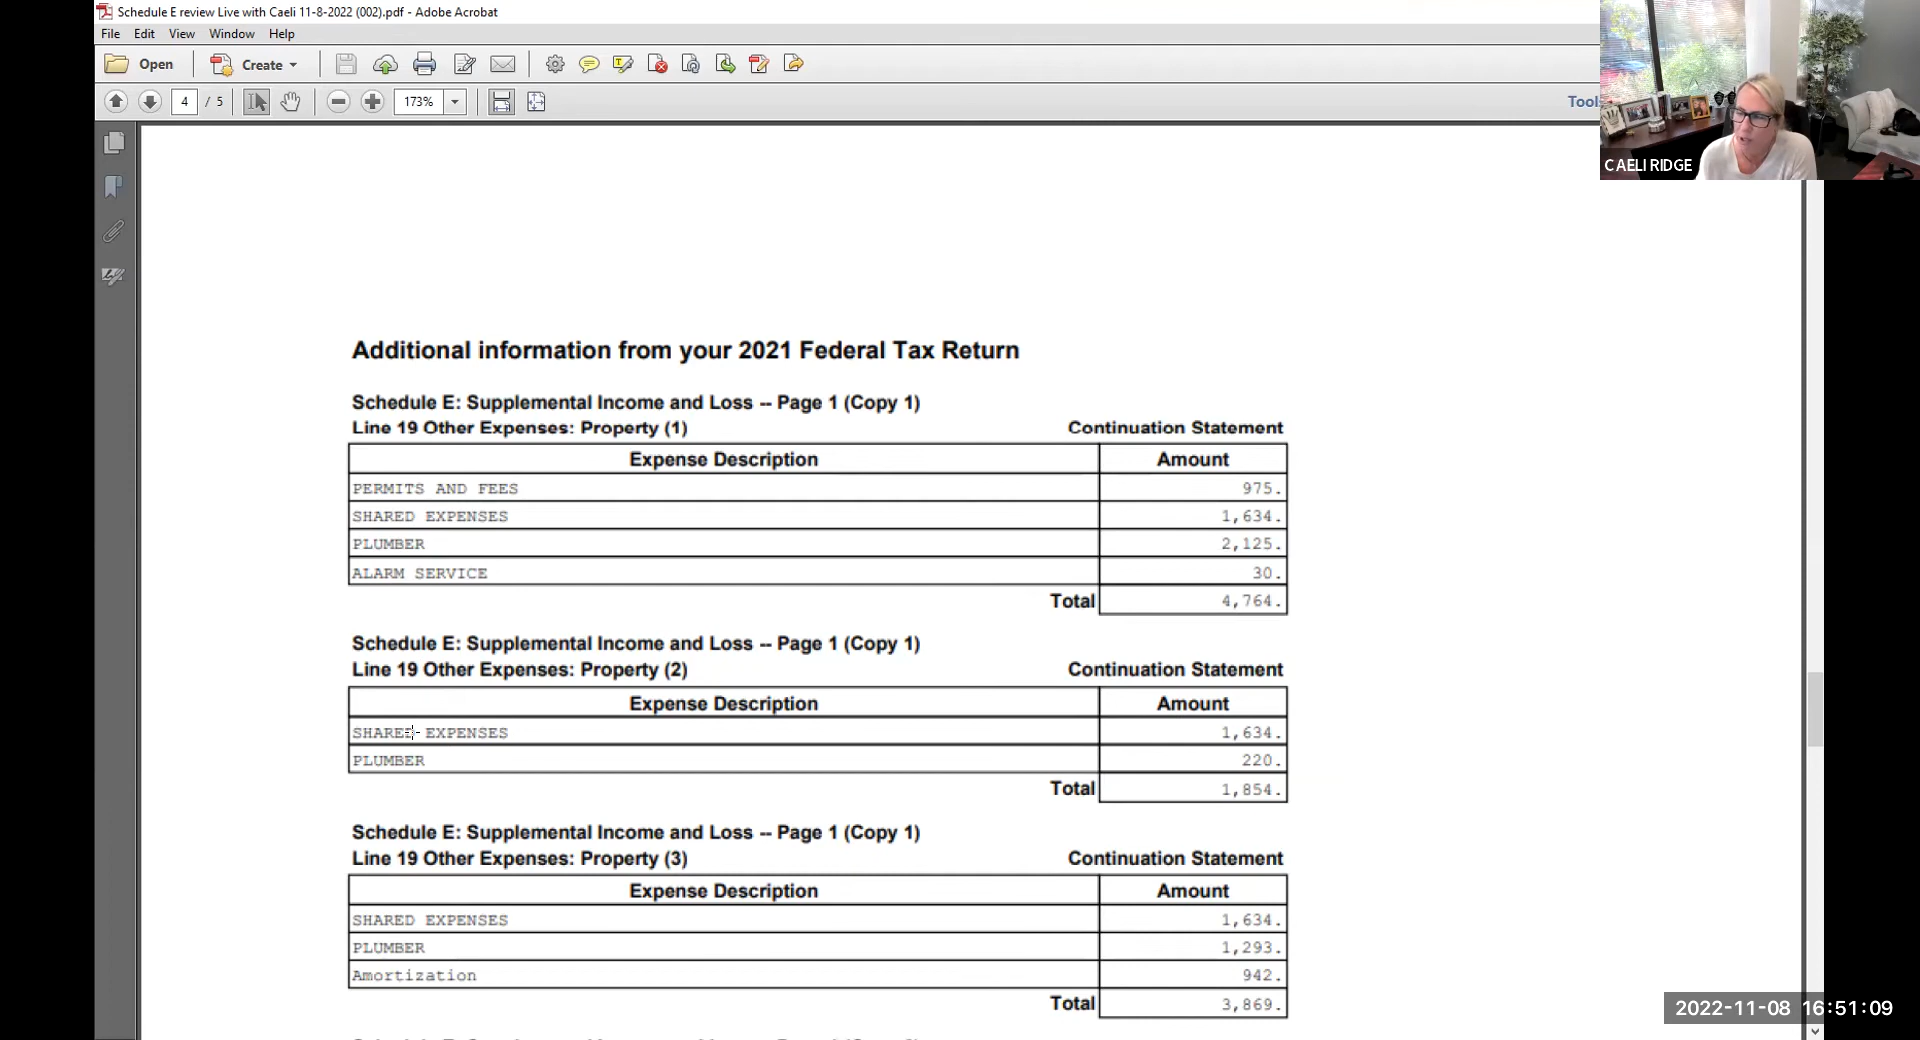 Schedule E review Live with Caeli 11-8-2022 (002).pdf - Adobe Acrobat
File Edit View Window Help
Open Create
4 / 5 173% Tools
CAELI RIDGE
Additional information from your 2021 Federal Tax Return
Schedule E: Supplemental Income and Loss -- Page 1 (Copy 1)
Line 19 Other Expenses: Property (1) Continuation Statement
Expense Description Amount
PERMITS AND FEES 975.
SHARED EXPENSES 1,634.
PLUMBER 2,125.
ALARM SERVICE 30.
Total 4,764.
Schedule E: Supplemental Income and Loss -- Page 1 (Copy 1)
Line 19 Other Expenses: Property (2) Continuation Statement
Expense Description Amount
SHARED EXPENSES 1,634.
PLUMBER 220.
Total 1,854.
Schedule E: Supplemental Income and Loss -- Page 1 (Copy 1)
Line 19 Other Expenses: Property (3) Continuation Statement
Expense Description Amount
SHARED EXPENSES 1,634.
PLUMBER 1,293.
Amortization 942.
Total 3,869.
2022-11-08 16:51:09